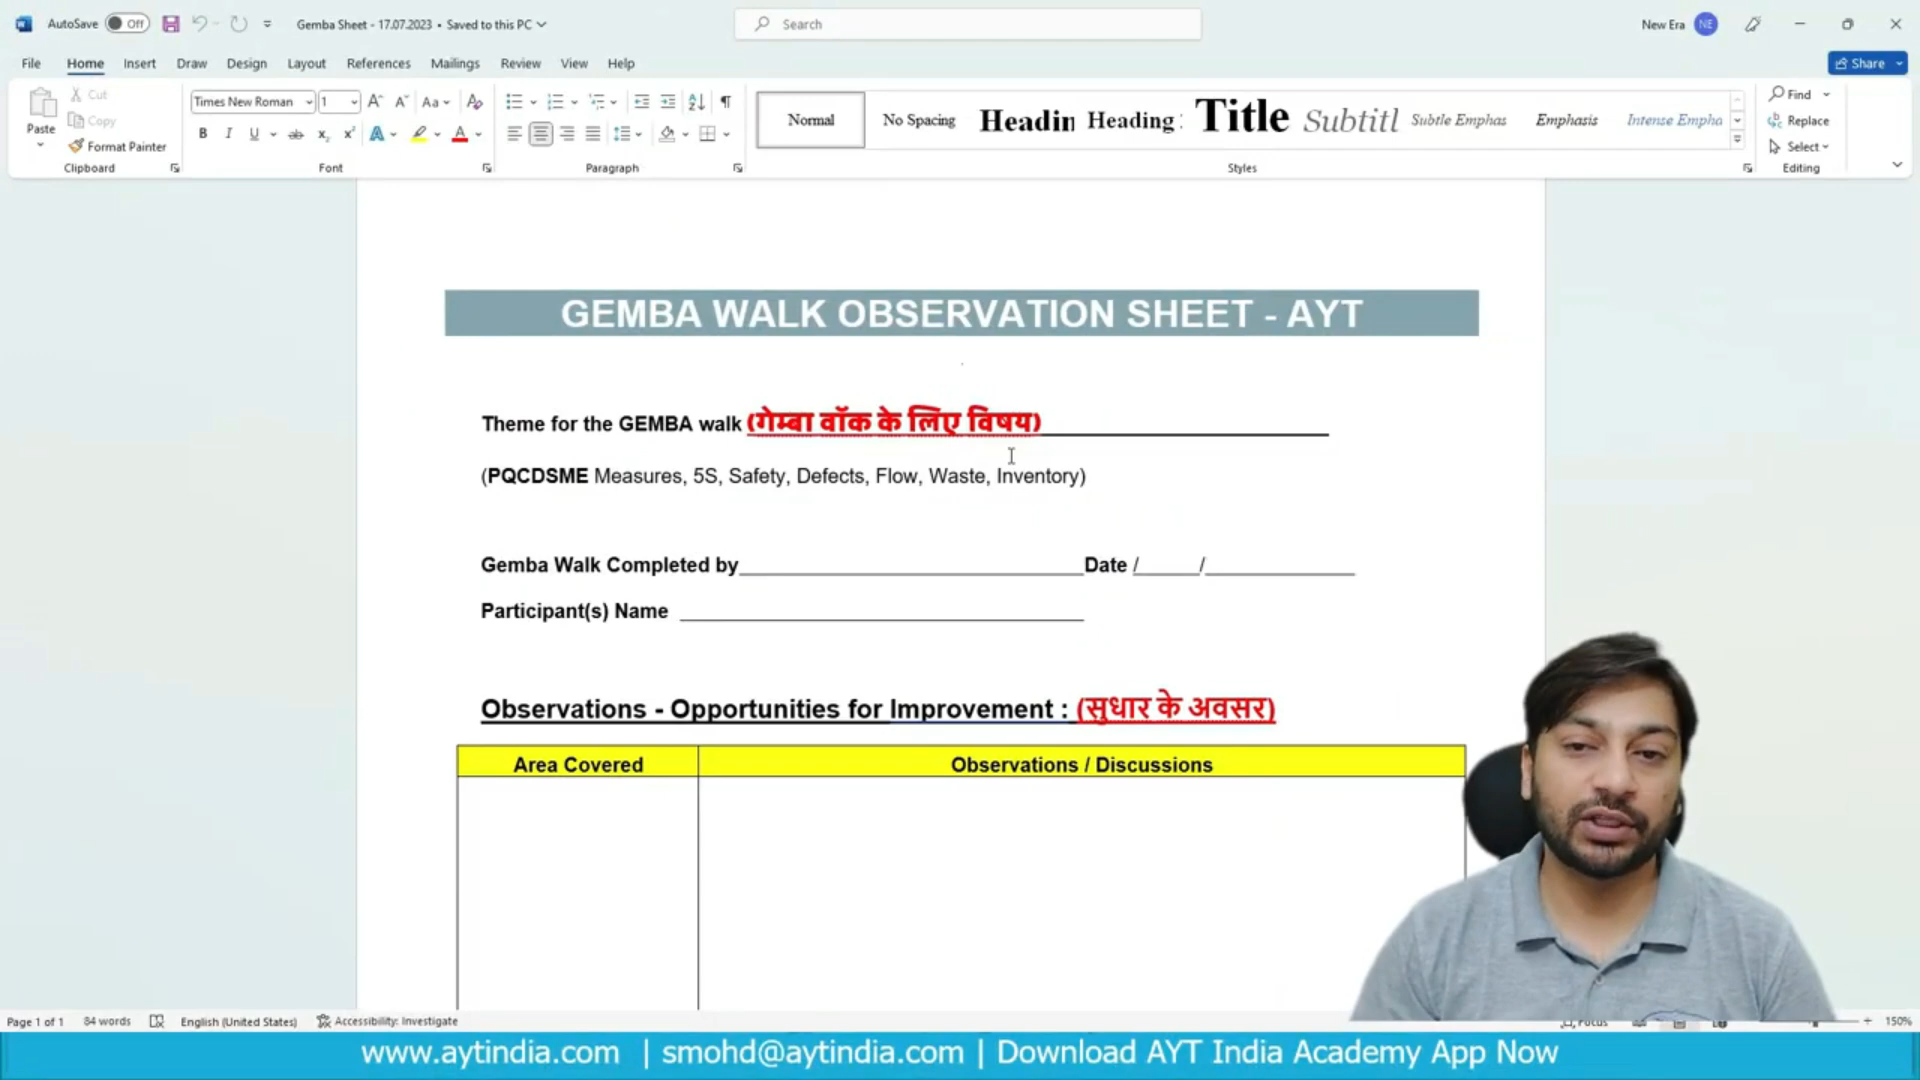 AutoSave Off Gemba Sheet - 17.07.2023 • Saved to this PC Search New Era NE
File Home Insert Draw Design Layout References Mailings Review View Help Share
Paste Cut Copy Format Painter Clipboard
Times New Roman 1 Font
Paragraph
Normal No Spacing Headin Heading Title Subtitl Subtle Emphas Emphasis Intense Empha Styles
Find Replace Select Editing
GEMBA WALK OBSERVATION SHEET - AYT
Theme for the GEMBA walk (गेम्बा वॉक के लिए विषय)
(PQCDSME Measures, 5S, Safety, Defects, Flow, Waste, Inventory)
Gemba Walk Completed by Date / /
Participant(s) Name
Observations - Opportunities for Improvement : (सुधार के अवसर)
Area Covered Observations / Discussions
Page 1 of 1 84 words English (United States) Accessibility: Investigate 150%
www.aytindia.com | smohd@aytindia.com | Download AYT India Academy App Now